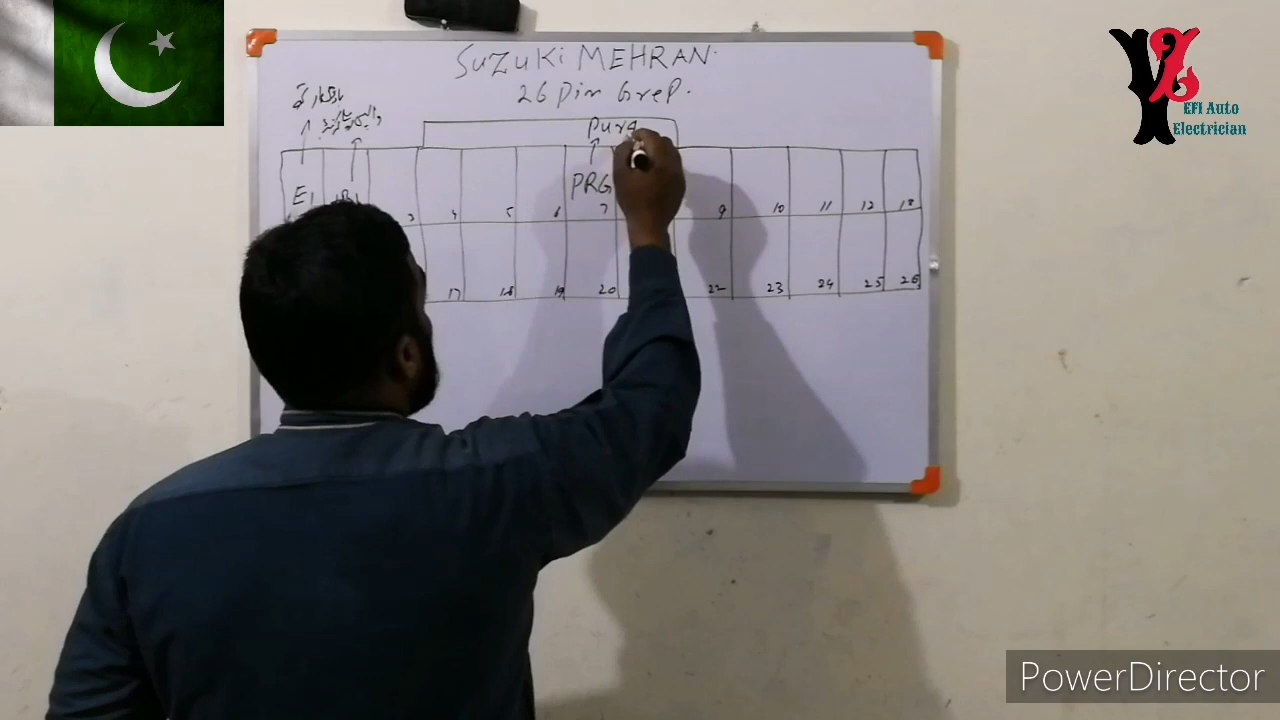 SUZUKi MEHRAN.
26 Pin GreP.
Purg
PRG
E1
3 4 5 6 7 9 10 11 12 13
17 18 19 20 22 23 24 25 26
EFI Auto
Electrician
PowerDirector